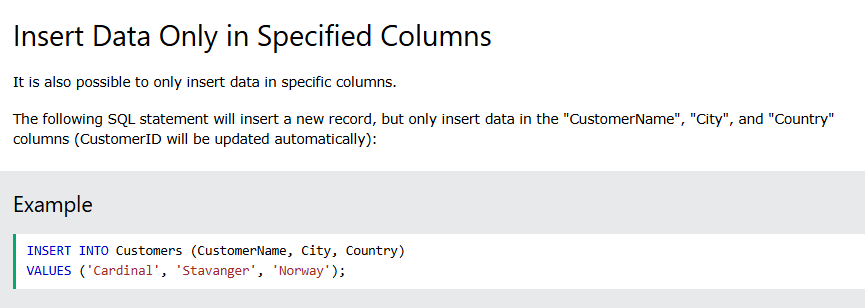 Insert Data Only in Specified Columns
It is also possible to only insert data in specific columns.
The following SQL statement will insert a new record, but only insert data in the "CustomerName", "City", and "Country"
columns (CustomerID will be updated automatically):
Example
INSERT INTO Customers (CustomerName, City, Country)
VALUES ('Cardinal', 'Stavanger', 'Norway');